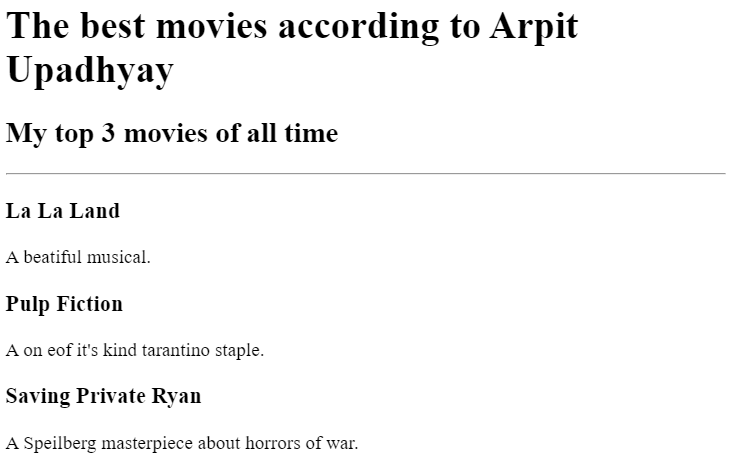 The best movies according to Arpit
Upadhyay
My top 3 movies of all time
La La Land
A beatiful musical.
Pulp Fiction
A on eof it's kind tarantino staple.
Saving Private Ryan
A Speilberg masterpiece about horrors of war.